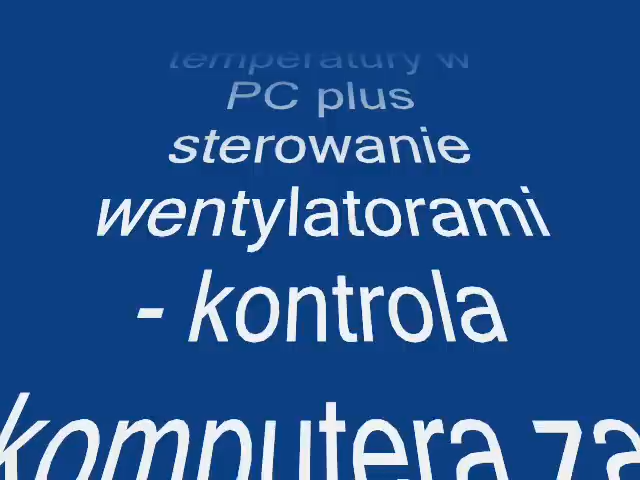 temperatury w
PC plus
sterowanie
wentylatorami
- kontrola
komputera za